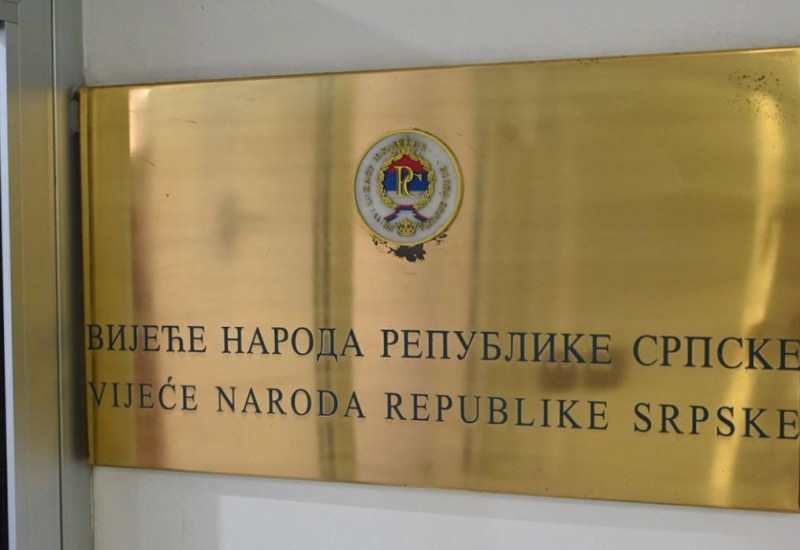 ВИЈЕЋЕ НАРОДА РЕПУБЛИКЕ СРПСКЕ
VIJEĆE NARODA REPUBLIKE SRPSKE